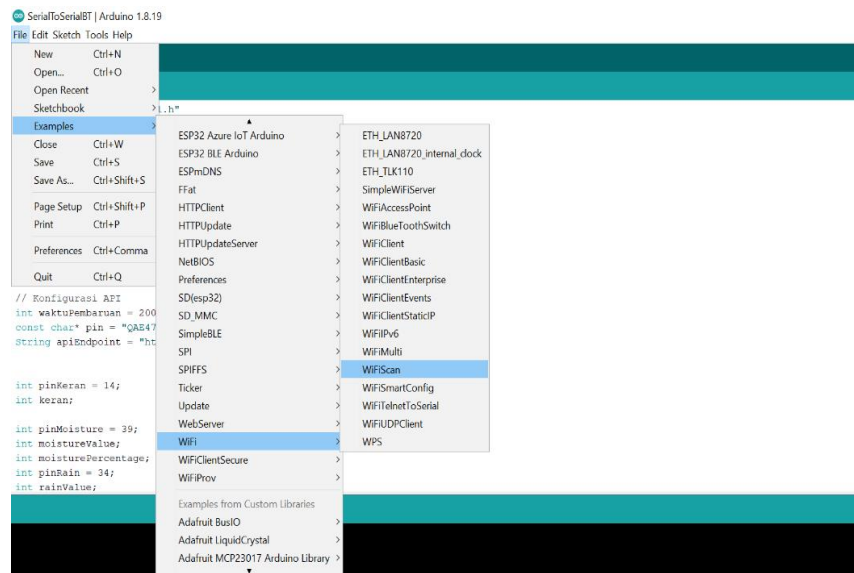 SerialToSerialBT | Arduino 1.8.19
File Edit Sketch Tools Help
New Ctrl+N
Open... Ctrl+O
Open Recent >
Sketchbook >
Examples >
Close Ctrl+W
Save Ctrl+S
Save As... Ctrl+Shift+S
Page Setup Ctrl+Shift+P
Print Ctrl+P
Preferences Ctrl+Comma
Quit Ctrl+Q
i.h"
// Konfigurasi API
int waktuPembaruan = 200
const char* pin = "QAE47
String apiEndpoint = "ht
int pinKeran = 14;
int keran;
int pinMoisture = 39;
int moistureValue;
int moisturePercentage;
int pinRain = 34;
int rainValue;
ESP32 Azure IoT Arduino >
ESP32 BLE Arduino >
ESPmDNS >
FFat >
HTTPClient >
HTTPUpdate >
HTTPUpdateServer >
NetBIOS >
Preferences >
SD(esp32) >
SD_MMC >
SimpleBLE >
SPI >
SPIFFS >
Ticker >
Update >
WebServer >
WiFi >
WiFiClientSecure >
WiFiProv >
Examples from Custom Libraries
Adafruit BusIO >
Adafruit LiquidCrystal >
Adafruit MCP23017 Arduino Library >
ETH_LAN8720
ETH_LAN8720_internal_clock
ETH_TLK110
SimpleWiFiServer
WiFiAccessPoint
WiFiBlueToothSwitch
WiFiClient
WiFiClientBasic
WiFiClientEnterprise
WiFiClientEvents
WiFiClientStaticIP
WiFiIPv6
WiFiMulti
WiFiScan
WiFiSmartConfig
WiFiTelnetToSerial
WiFiUDPClient
WPS